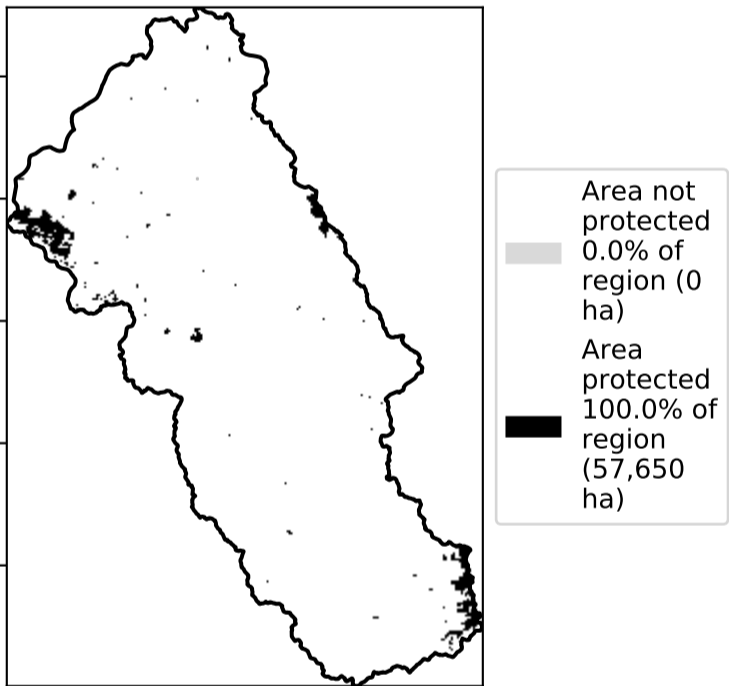 Area not
protected
0.0% of
region (0
ha)
Area
protected
100.0% of
region
(57,650
ha)